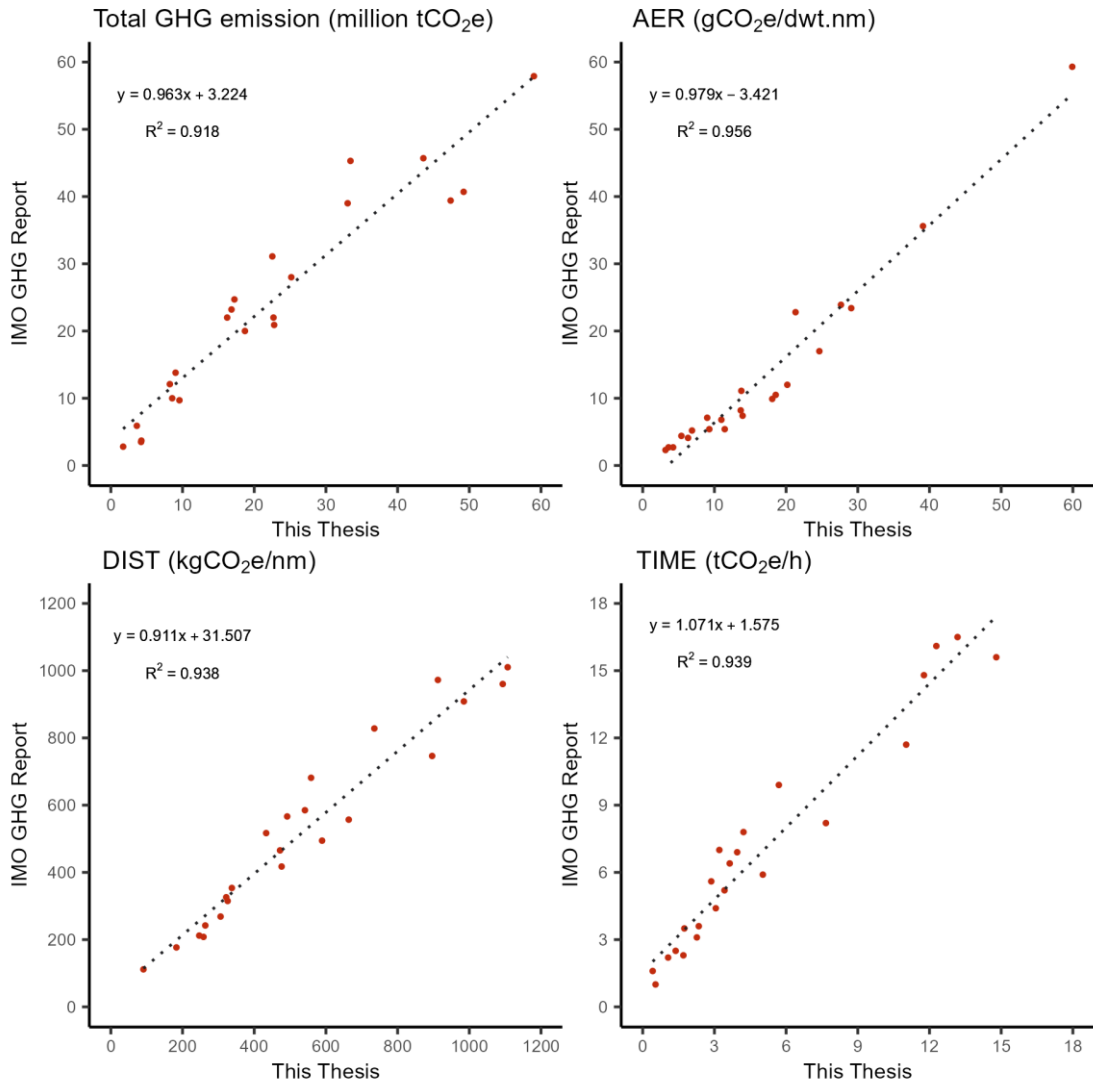 Total GHG emission (million tCO₂e)
60
50
40
30
20
10
0
IMO GHG Report
y = 0.963x + 3.224
R² = 0.918
0 10 20 30 40 50 60
This Thesis
AER (gCO₂e/dwt.nm)
60
50
40
30
20
10
0
IMO GHG Report
y = 0.979x − 3.421
R² = 0.956
0 10 20 30 40 50 60
This Thesis
DIST (kgCO₂e/nm)
1200
1000
800
600
400
200
0
IMO GHG Report
y = 0.911x + 31.507
R² = 0.938
0 200 400 600 800 1000 1200
This Thesis
TIME (tCO₂e/h)
18
15
12
9
6
3
0
IMO GHG Report
y = 1.071x + 1.575
R² = 0.939
0 3 6 9 12 15 18
This Thesis